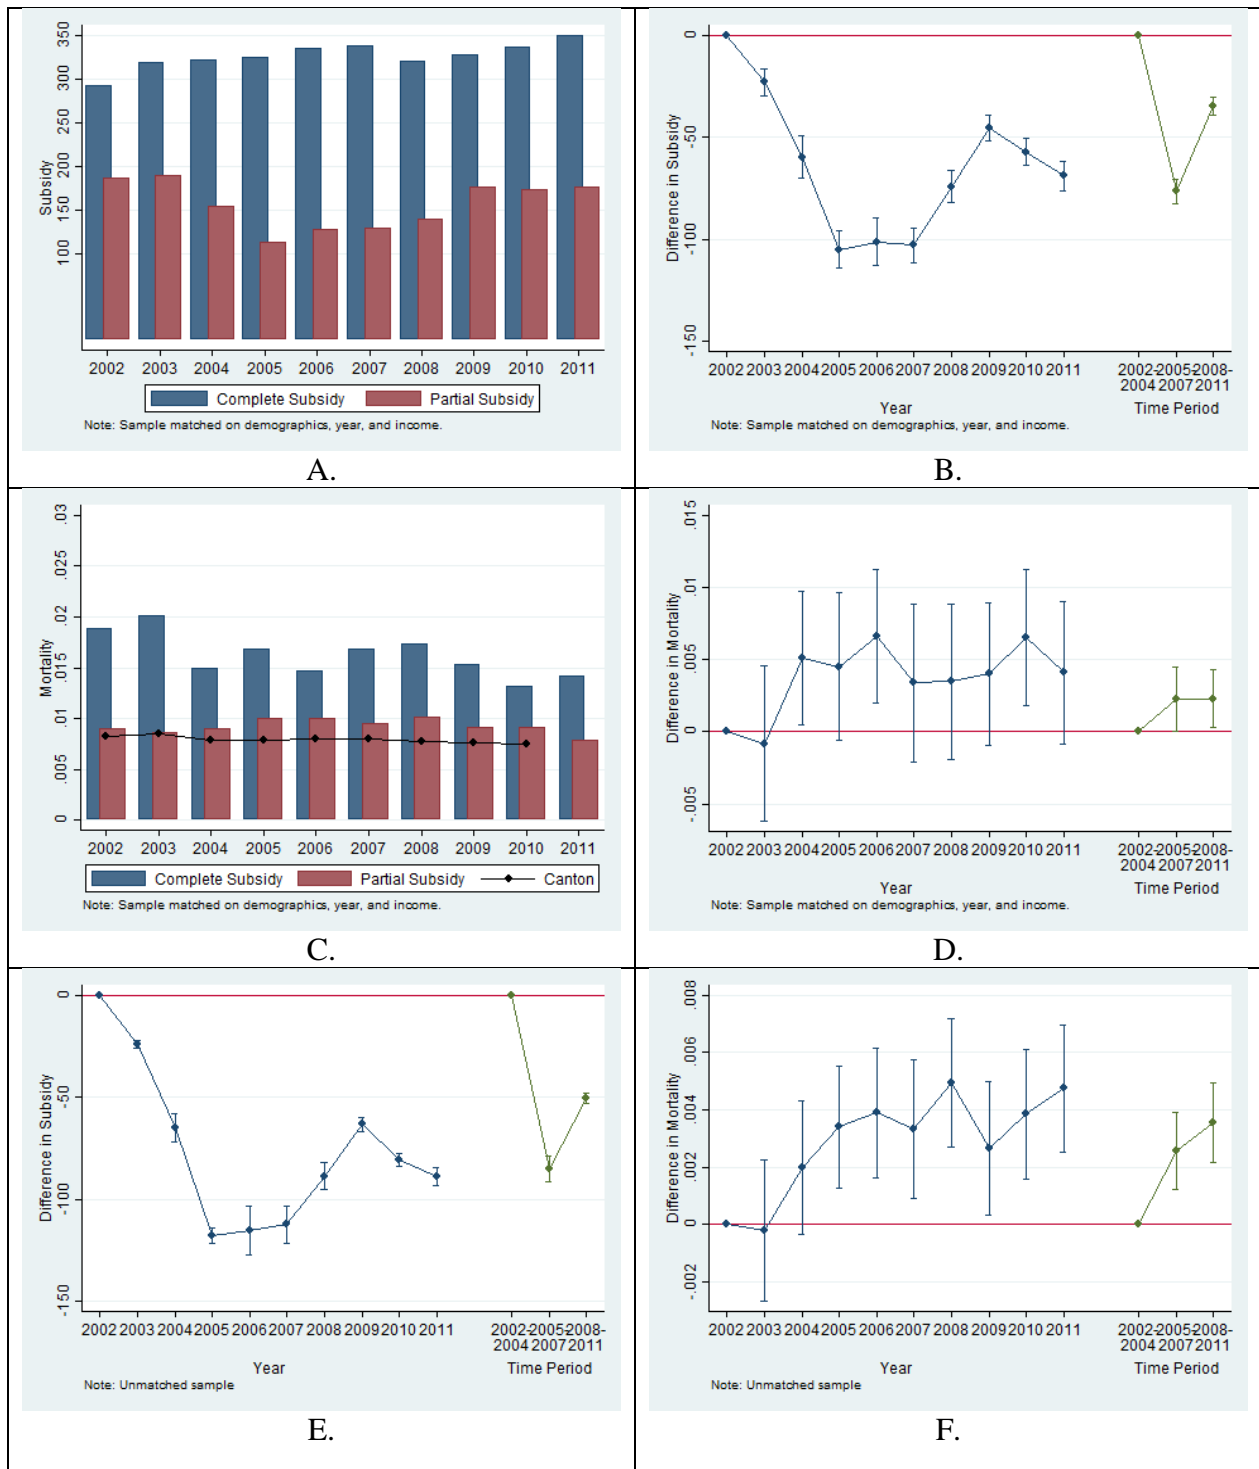 Subsidy
350
300
250
200
150
100
2002 2003 2004 2005 2006 2007 2008 2009 2010 2011
Complete Subsidy Partial Subsidy
Note: Sample matched on demographics, year, and income.
A.
Difference in Subsidy
0
-50
-100
-150
2002 2003 2004 2005 2006 2007 2008 2009 2010 2011 2002- 2005- 2008-
2004 2007 2011
Year Time Period
Note: Sample matched on demographics, year, and income.
B.
Mortality
.03
.025
.02
.015
.01
.005
0
2002 2003 2004 2005 2006 2007 2008 2009 2010 2011
Complete Subsidy Partial Subsidy Canton
Note: Sample matched on demographics, year, and income.
C.
Difference in Mortality
.015
.01
.005
0
-.005
2002 2003 2004 2005 2006 2007 2008 2009 2010 2011 2002- 2005- 2008-
2004 2007 2011
Year Time Period
Note: Sample matched on demographics, year, and income.
D.
Difference in Subsidy
0
-50
-100
-150
2002 2003 2004 2005 2006 2007 2008 2009 2010 2011 2002- 2005- 2008-
2004 2007 2011
Year Time Period
Note: Unmatched sample
E.
Difference in Mortality
.008
.006
.004
.002
0
-.002
2002 2003 2004 2005 2006 2007 2008 2009 2010 2011 2002- 2005- 2008-
2004 2007 2011
Year Time Period
Note: Unmatched sample
F.